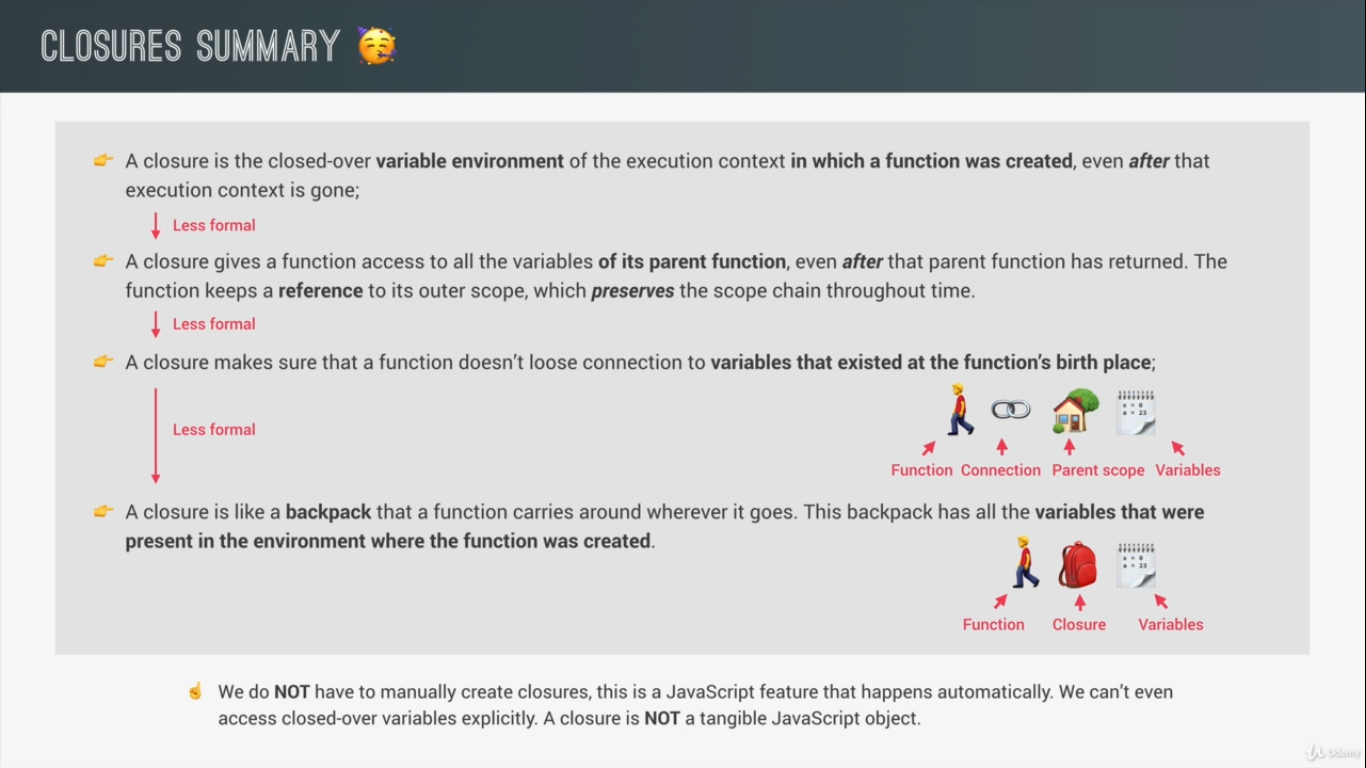 CLOSURES SUMMARY 🥳
👉 A closure is the closed-over variable environment of the execution context in which a function was created, even after that
execution context is gone;
Less formal
👉 A closure gives a function access to all the variables of its parent function, even after that parent function has returned. The
function keeps a reference to its outer scope, which preserves the scope chain throughout time.
Less formal
👉 A closure makes sure that a function doesn’t loose connection to variables that existed at the function’s birth place;
x = 0
a = 23
Less formal
Function Connection Parent scope Variables
👉 A closure is like a backpack that a function carries around wherever it goes. This backpack has all the variables that were
present in the environment where the function was created.
x = 0
a = 23
Function Closure Variables
☝️ We do NOT have to manually create closures, this is a JavaScript feature that happens automatically. We can’t even
access closed-over variables explicitly. A closure is NOT a tangible JavaScript object.
Udemy